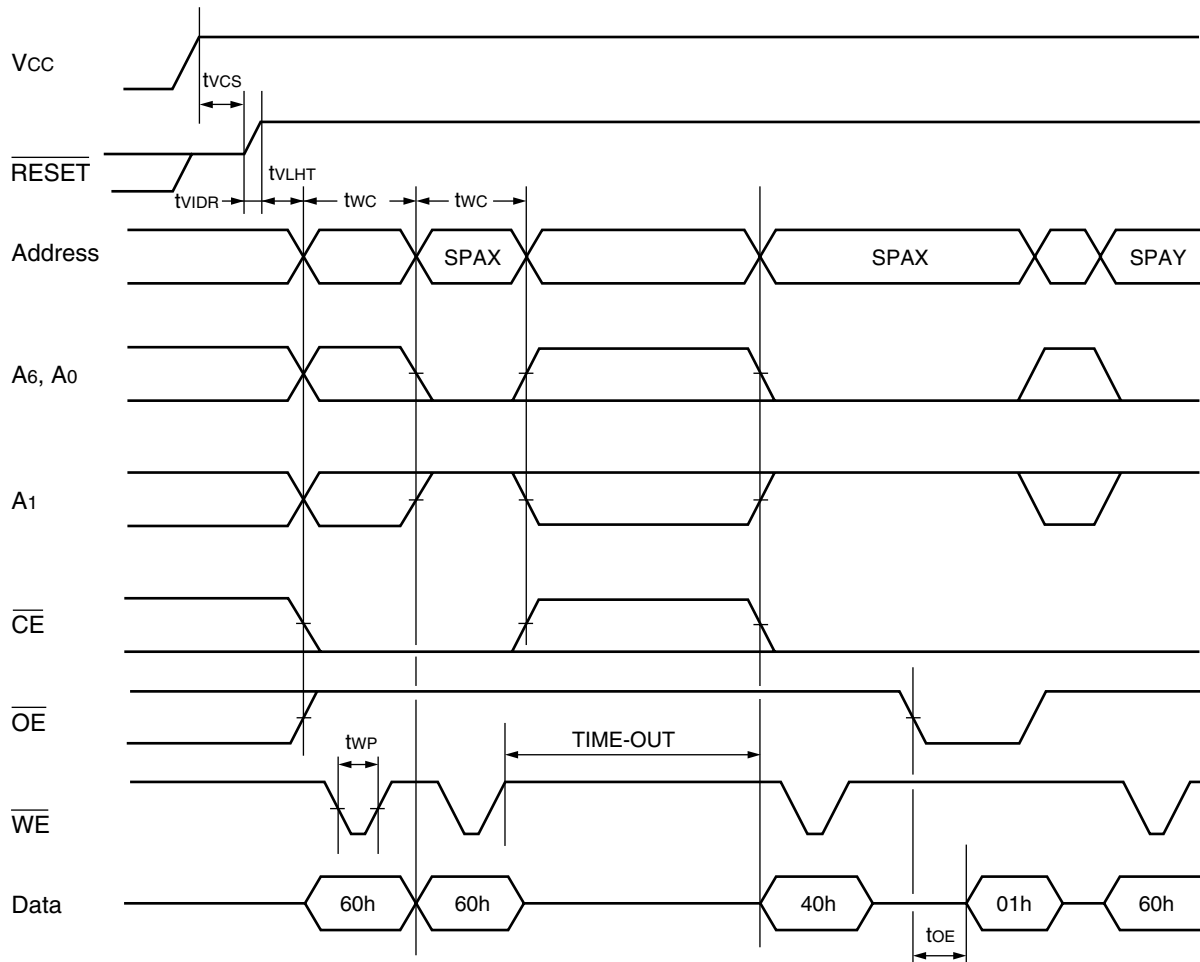 VCC
tVCS
RESET
tVLHT
tVIDR
tWC
tWC
Address
SPAX
SPAX
SPAY
A6, A0
A1
CE
OE
TIME-OUT
tWP
WE
Data
60h
60h
40h
01h
60h
tOE